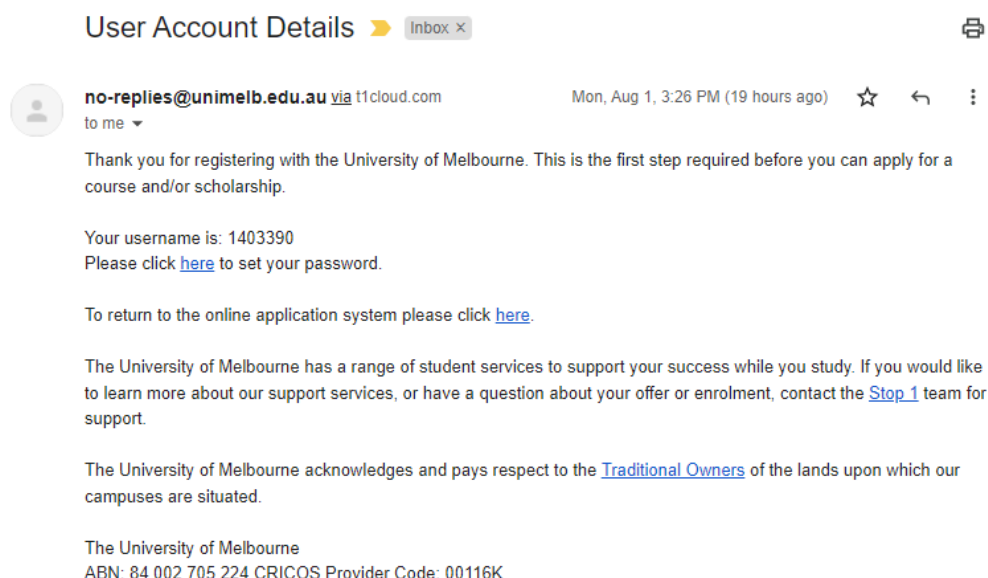 User Account Details Inbox ×
no-replies@unimelb.edu.au via t1cloud.com Mon, Aug 1, 3:26 PM (19 hours ago)
to me
Thank you for registering with the University of Melbourne. This is the first step required before you can apply for a
course and/or scholarship.
Your username is: 1403390
Please click here to set your password.
To return to the online application system please click here.
The University of Melbourne has a range of student services to support your success while you study. If you would like
to learn more about our support services, or have a question about your offer or enrolment, contact the Stop 1 team for
support.
The University of Melbourne acknowledges and pays respect to the Traditional Owners of the lands upon which our
campuses are situated.
The University of Melbourne
ABN: 84 002 705 224 CRICOS Provider Code: 00116K